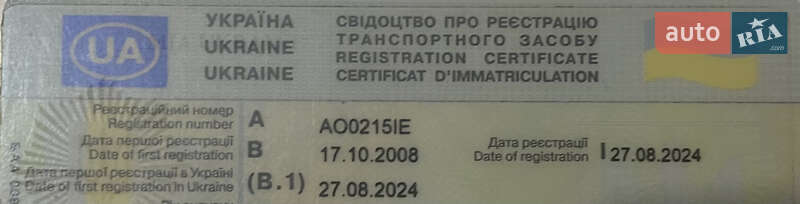 УКРАЇНА
UKRAINE
UKRAINE
UA
СВІДОЦТВО ПРО РЕЄСТРАЦІЮ
ТРАНСПОРТНОГО ЗАСОБУ
REGISTRATION CERTIFICATE
CERTIFICAT D'IMMATRICULATION
auto RIA.com
Реєстраційний номер
Registration number A AO0215IE
Дата першої реєстрації
Date of first registration B 17.10.2008
Дата реєстрації
Date of registration I 27.08.2024
Дата першої реєстрації в Україні
Date of first registration in Ukraine (B.1) 27.08.2024